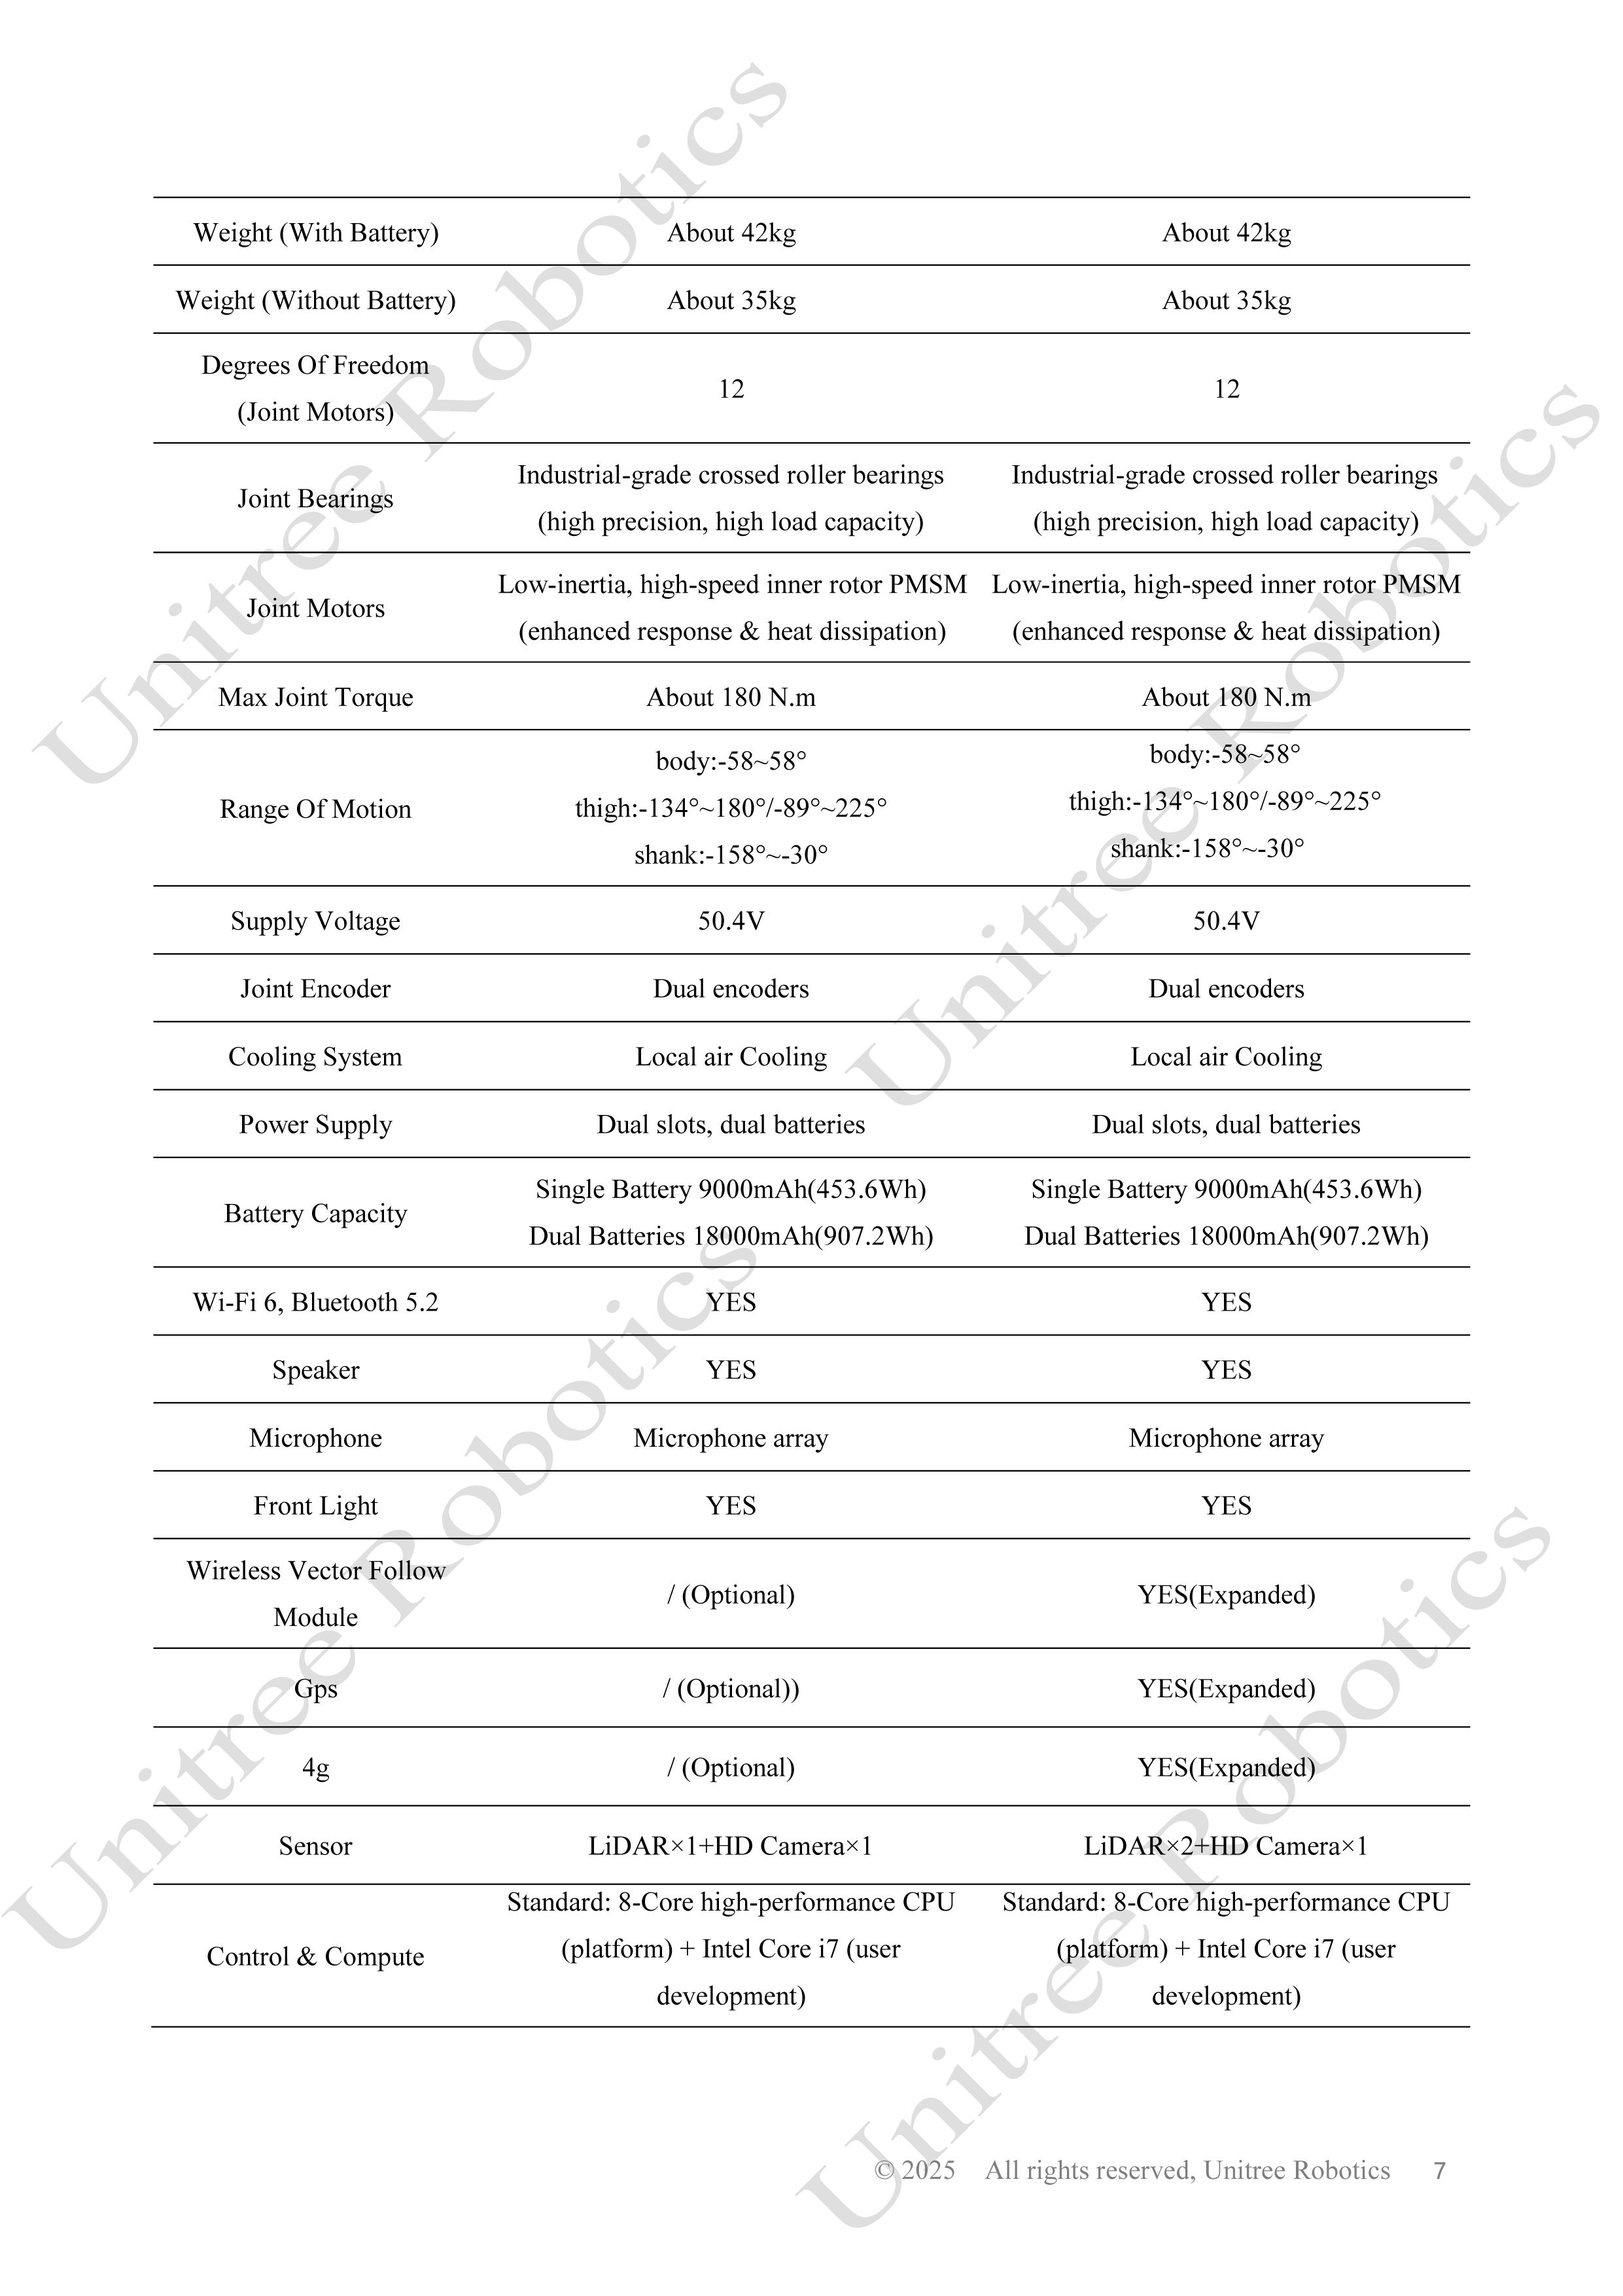 Weight (With Battery) About 42kg About 42kg
Weight (Without Battery) About 35kg About 35kg
Degrees Of Freedom
(Joint Motors) 12 12
Joint Bearings
Industrial-grade crossed roller bearings
(high precision, high load capacity)
Industrial-grade crossed roller bearings
(high precision, high load capacity)
Joint Motors
Low-inertia, high-speed inner rotor PMSM
(enhanced response & heat dissipation)
Low-inertia, high-speed inner rotor PMSM
(enhanced response & heat dissipation)
Max Joint Torque About 180 N.m About 180 N.m
Range Of Motion
body:-58~58°
thigh:-134°~180°/-89°~225°
shank:-158°~-30°
body:-58~58°
thigh:-134°~180°/-89°~225°
shank:-158°~-30°
Supply Voltage 50.4V 50.4V
Joint Encoder Dual encoders Dual encoders
Cooling System Local air Cooling Local air Cooling
Power Supply Dual slots, dual batteries Dual slots, dual batteries
Battery Capacity
Single Battery 9000mAh(453.6Wh)
Dual Batteries 18000mAh(907.2Wh)
Single Battery 9000mAh(453.6Wh)
Dual Batteries 18000mAh(907.2Wh)
Wi-Fi 6, Bluetooth 5.2 YES YES
Speaker YES YES
Microphone Microphone array Microphone array
Front Light YES YES
Wireless Vector Follow
Module / (Optional) YES(Expanded)
Gps / (Optional)) YES(Expanded)
4g / (Optional) YES(Expanded)
Sensor LiDAR×1+HD Camera×1 LiDAR×2+HD Camera×1
Control & Compute
Standard: 8-Core high-performance CPU
(platform) + Intel Core i7 (user
development)
Standard: 8-Core high-performance CPU
(platform) + Intel Core i7 (user
development)
© 2025 All rights reserved, Unitree Robotics 7
Unitree Robotics
Unitree Robotics
Unitree Robotics
Unitree Robotics